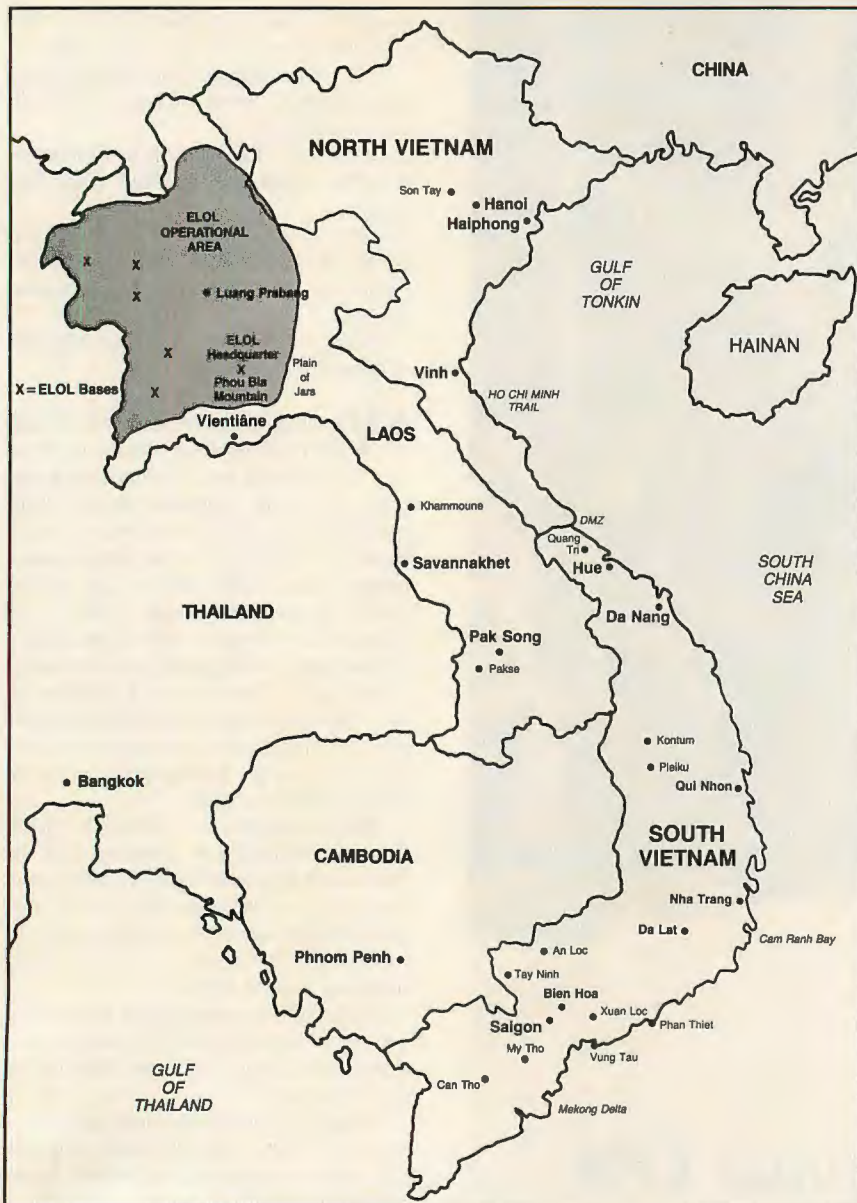 CHINA
NORTH VIETNAM
Son Tay
Hanoi
Haiphong
ELOL
OPERATIONAL
AREA
X
X
X
Luang Prabang
GULF
OF
TONKIN
HAINAN
ELOL
Headquarter
X
Phou Bia
Mountain
Plain
of
Jars
X
X
X=ELOL Bases
Vinh
HO CHI MINH
TRAIL
Vientiâne
LAOS
Khammoune
DMZ
Quang
Tri
Hue
Savannakhet
SOUTH
CHINA
SEA
THAILAND
Da Nang
Pak Song
Pakse
Kontum
Pleiku
Bangkok
Qui Nhon
SOUTH
VIETNAM
CAMBODIA
Nha Trang
Da Lat
Cam Ranh Bay
An Loc
Phnom Penh
Tay Ninh
Bien Hoa
Xuan Loc
Saigon
Phan Thiet
My Tho
Vung Tau
Can Tho
GULF
OF
THAILAND
Mekong Delta